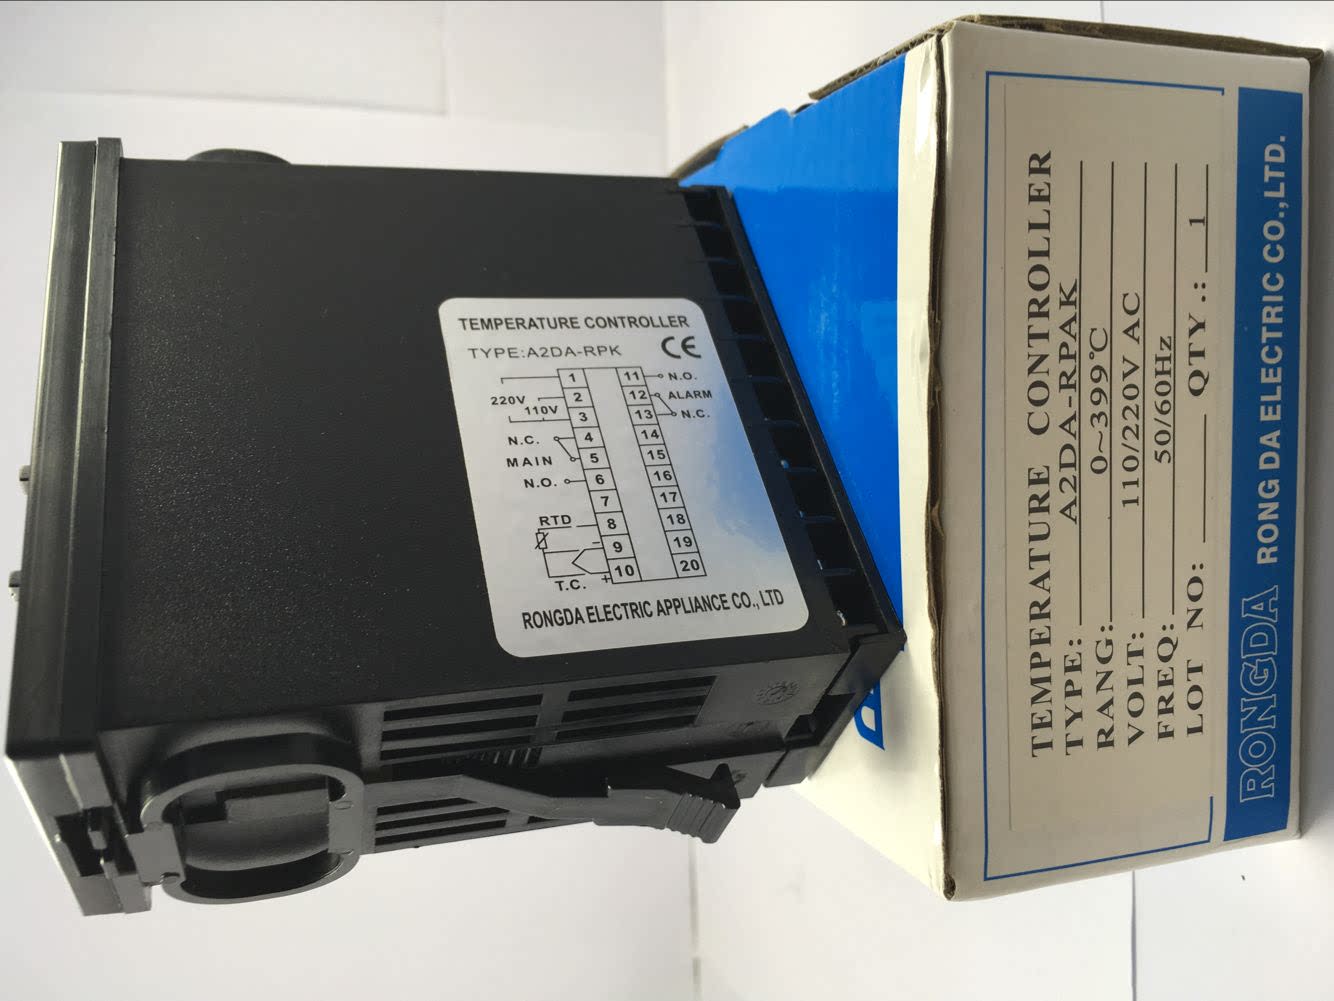 TEMPERATURE CONTROLLER
TYPE:A2DA-RPK CE
1 11 N.O.
220V 2 12 ALARM
110V 3 13 N.C.
N.C. 4 14
MAIN 5 15
N.O. 6 16
7 17
RTD 8 18
- 9 19
T.C. + 10 20
RONGDA ELECTRIC APPLIANCE CO., LTD
TEMPERATURE CONTROLLER
TYPE: A2DA-RPAK
RANG: 0~399℃
VOLT: 110/220V AC
FREQ: 50/60Hz
LOT NO: QTY.: 1
RONGDA RONG DA ELECTRIC CO.,LTD.